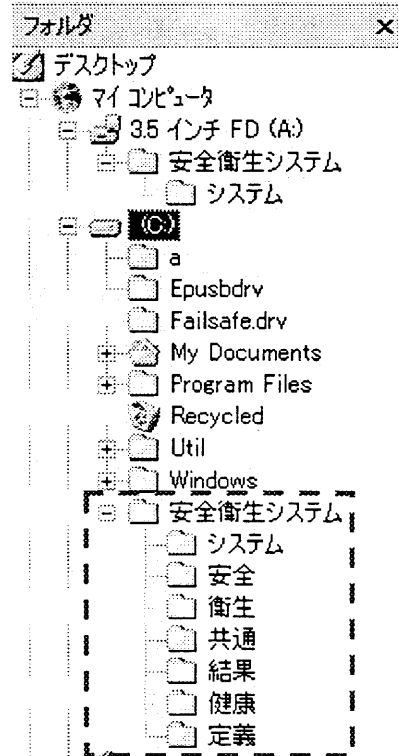 フォルダ ×
デスクトップ
マイ コンピュータ
3.5 インチ FD (A:)
安全衛生システム
システム
(C:)
a
Epusbdrv
Failsafe.drv
My Documents
Program Files
Recycled
Util
Windows
安全衛生システム
システム
安全
衛生
共通
結果
健康
定義